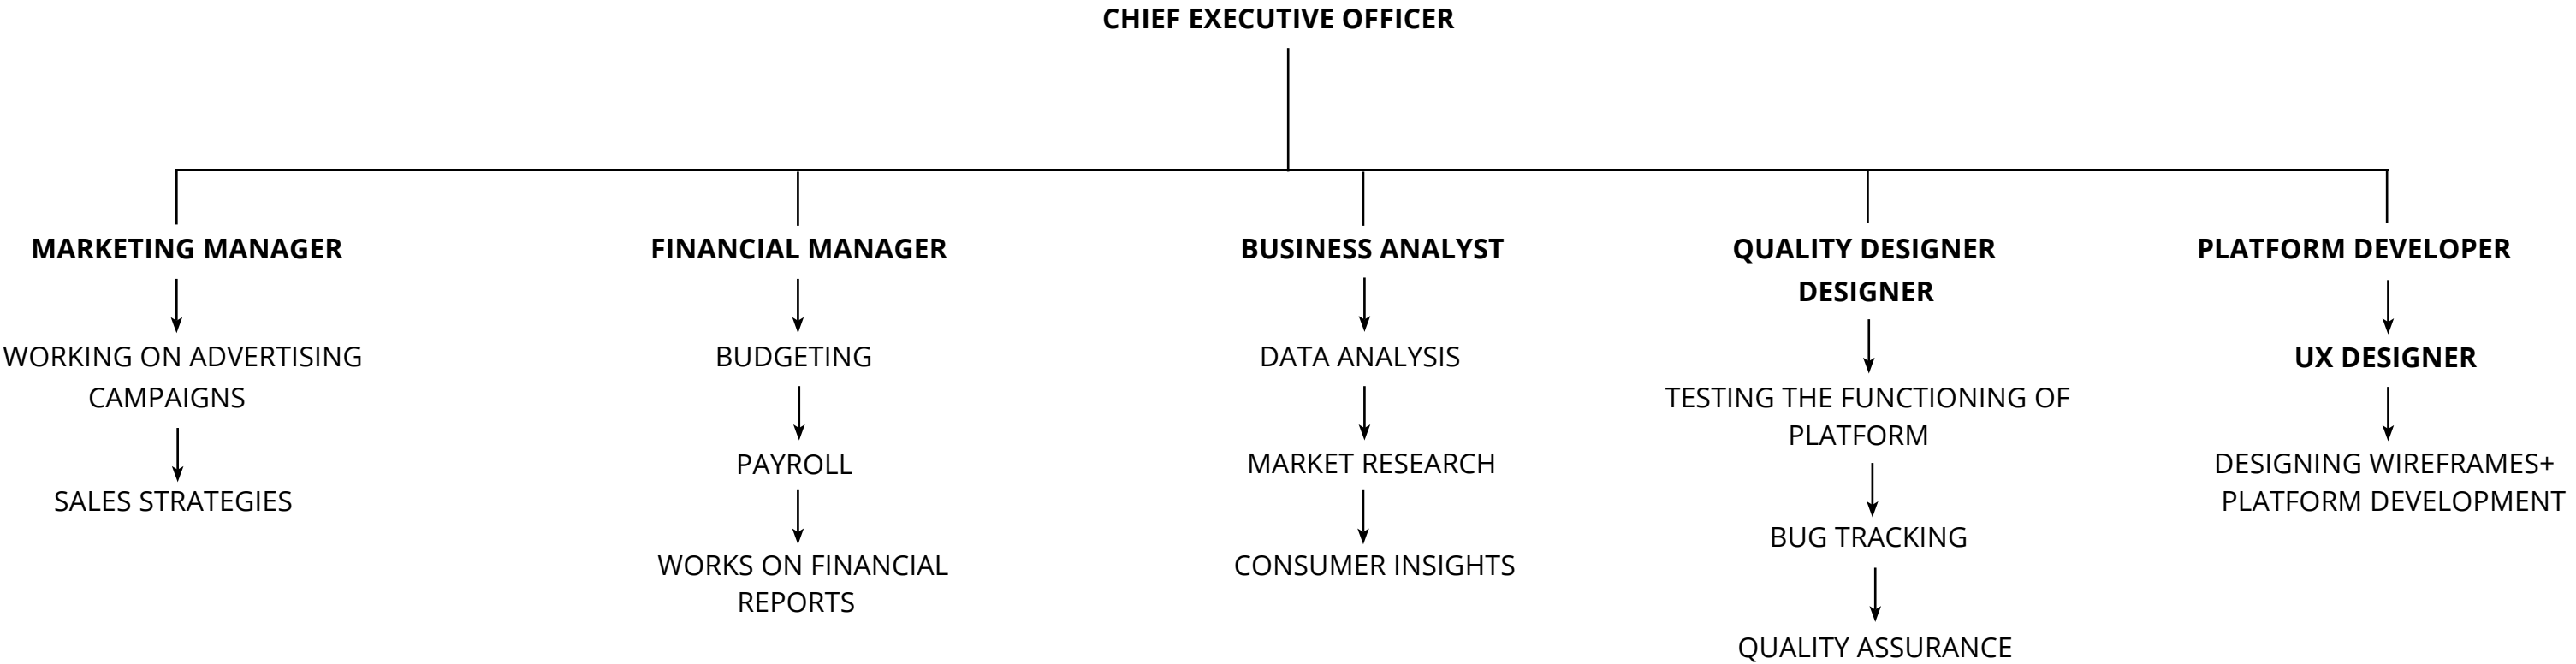 CHIEF EXECUTIVE OFFICER
MARKETING MANAGER
WORKING ON ADVERTISING
CAMPAIGNS
SALES STRATEGIES
FINANCIAL MANAGER
BUDGETING
PAYROLL
WORKS ON FINANCIAL
REPORTS
BUSINESS ANALYST
DATA ANALYSIS
MARKET RESEARCH
CONSUMER INSIGHTS
QUALITY DESIGNER
DESIGNER
TESTING THE FUNCTIONING OF
PLATFORM
BUG TRACKING
QUALITY ASSURANCE
PLATFORM DEVELOPER
UX DESIGNER
DESIGNING WIREFRAMES+
PLATFORM DEVELOPMENT